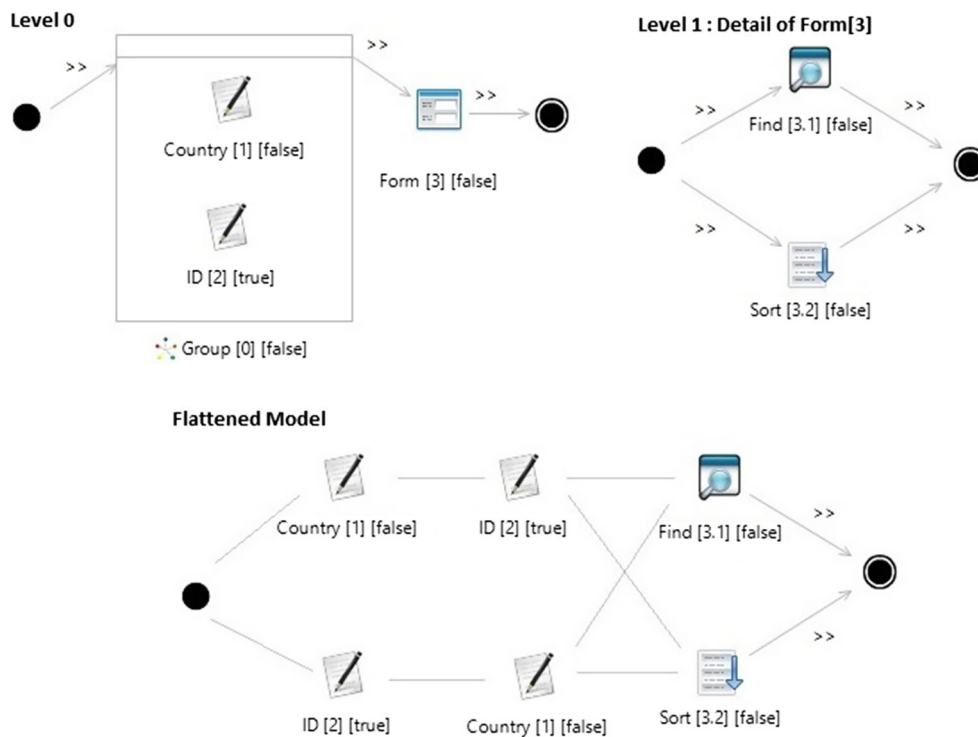 Level 0
>>
>>
Country [1] [false]
ID [2] [true]
Group [0] [false]
>>
Form [3] [false]
Level 1 : Detail of Form[3]
>>
Find [3.1] [false]
>>
>>
Sort [3.2] [false]
>>
Flattened Model
Country [1] [false]
ID [2] [true]
Find [3.1] [false]
>>
ID [2] [true]
Country [1] [false]
Sort [3.2] [false]
>>